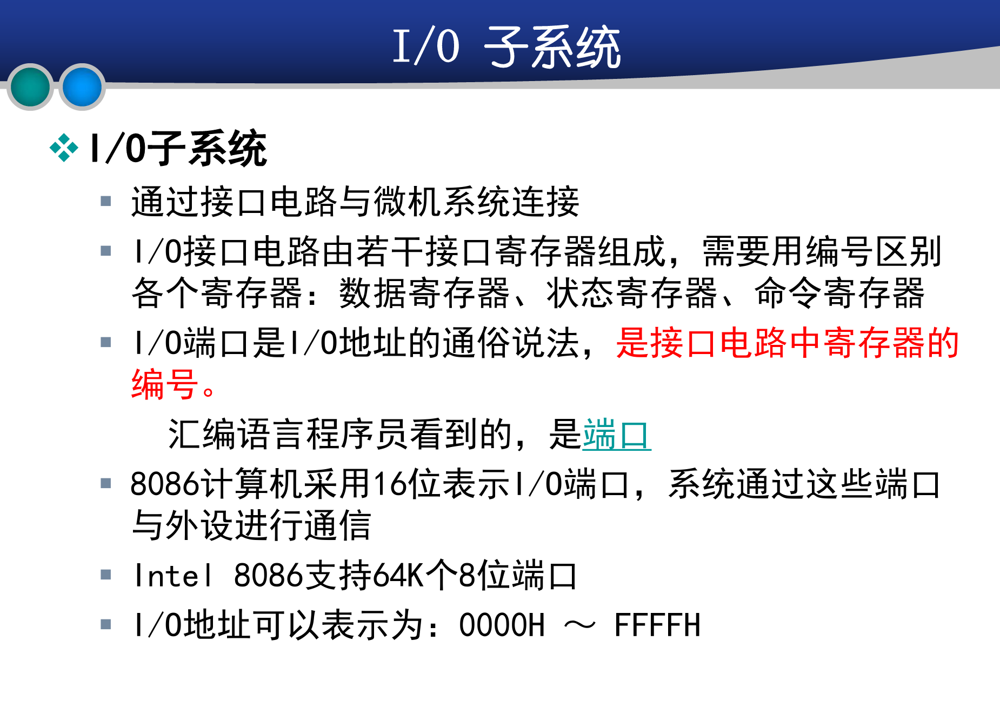 I/O 子系统
I/O子系统
通过接口电路与微机系统连接
I/O接口电路由若干接口寄存器组成，需要用编号区别
各个寄存器：数据寄存器、状态寄存器、命令寄存器
I/O端口是I/O地址的通俗说法，是接口电路中寄存器的
编号。
汇编语言程序员看到的，是端口
8086计算机采用16位表示I/O端口，系统通过这些端口
与外设进行通信
Intel 8086支持64K个8位端口
I/O地址可以表示为：0000H ～ FFFFH